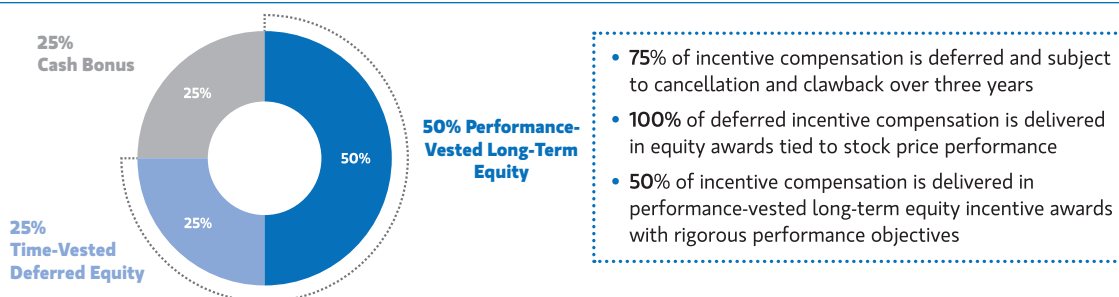 25%
Cash Bonus
25%
50%
25%
50% Performance-
Vested Long-Term
Equity
25%
Time-Vested
Deferred Equity
• 75% of incentive compensation is deferred and subject
to cancellation and clawback over three years
• 100% of deferred incentive compensation is delivered
in equity awards tied to stock price performance
• 50% of incentive compensation is delivered in
performance-vested long-term equity incentive awards
with rigorous performance objectives